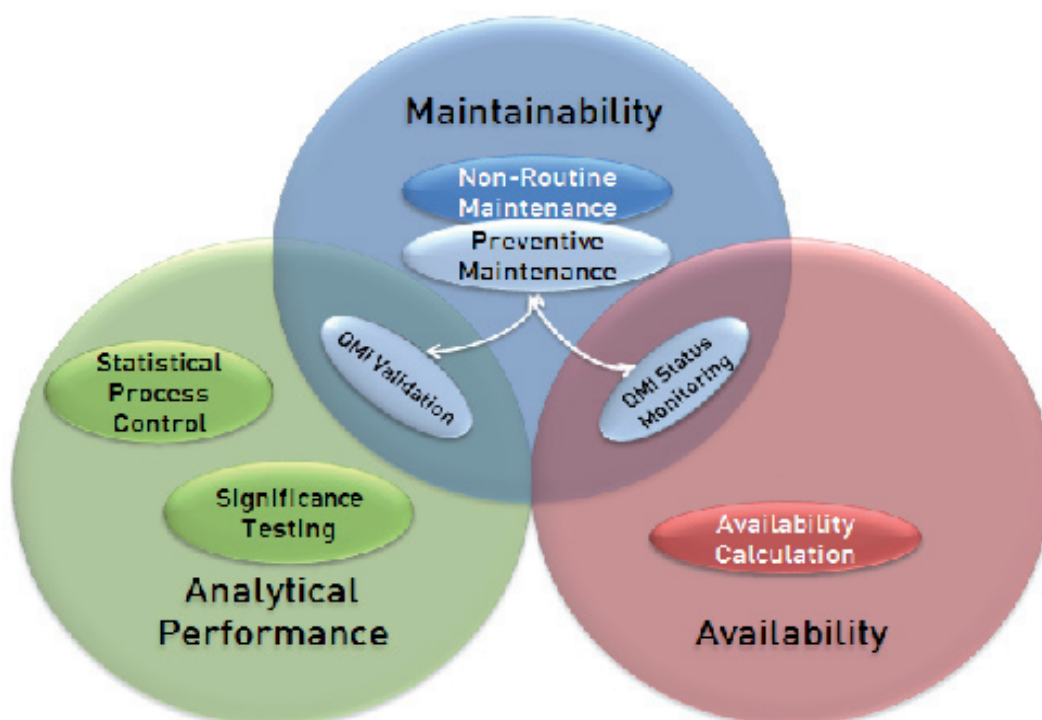 Maintainability
Non-Routine
Maintenance
Preventive
Maintenance
QMI Validation
QMI Status
Monitoring
Statistical
Process
Control
Significance
Testing
Analytical
Performance
Availability
Calculation
Availability